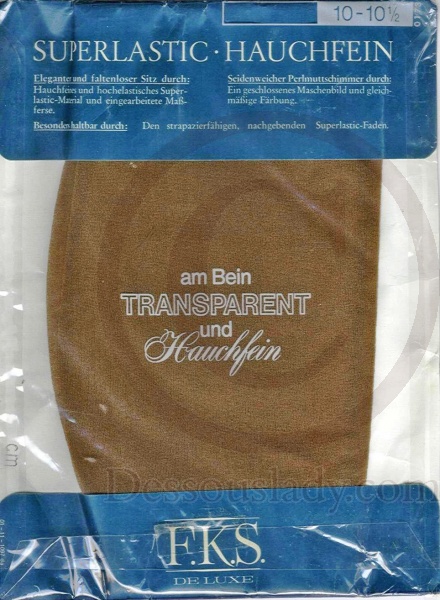 10-10½
SUPERLASTIC · HAUCHFEIN
Eleganter und faltenloser Sitz durch:
Hauchfeines und hochelastisches Super-
lastic-Material und eingearbeitete Maß-
ferse.
Seidenweicher Perlmuttschimmer durch:
Ein geschlossenes Maschenbild und gleich-
mäßige Färbung.
Besonders haltbar durch: Den strapazierfähigen, nachgebenden Superlastic-Faden.
am Bein
TRANSPARENT
und
Hauchfein
cm
Dessouslady.com
F.K.S.
DE LUXE